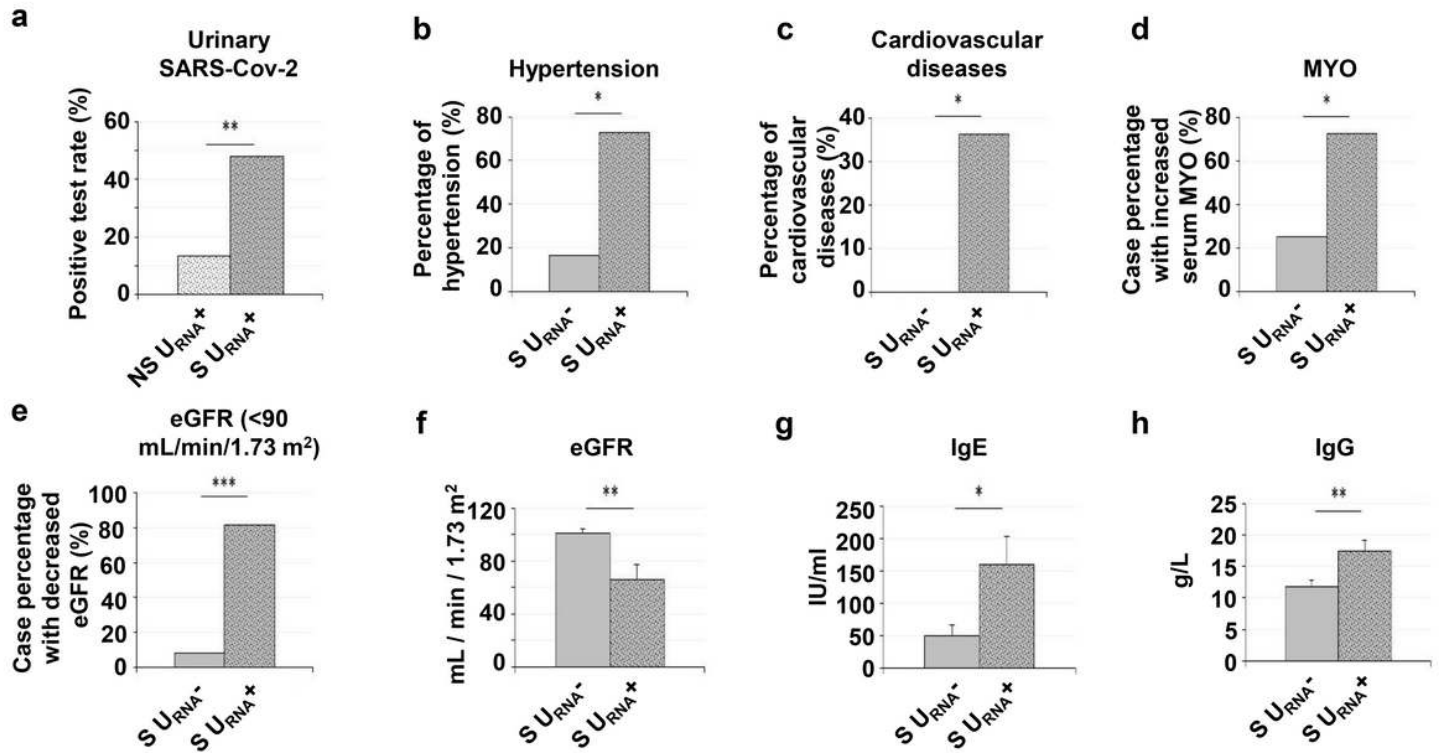 a
Urinary
SARS-Cov-2
Positive test rate (%)
60
40
20
0
**
NS URNA+
S URNA+
b
Hypertension
Percentage of
hypertension (%)
80
60
40
20
0
*
S URNA-
S URNA+
c
Cardiovascular
diseases
Percentage of
cardiovascular
diseases (%)
40
30
20
10
0
*
S URNA-
S URNA+
d
MYO
Case percentage
with increased
serum MYO (%)
80
60
40
20
0
*
S URNA-
S URNA+
e
eGFR (<90
mL/min/1.73 m²)
Case percentage
with decreased
eGFR (%)
100
80
60
40
20
0
***
S URNA-
S URNA+
f
eGFR
mL / min / 1.73 m²
120
80
40
0
**
S URNA-
S URNA+
g
IgE
IU/ml
250
200
150
100
50
0
*
S URNA-
S URNA+
h
IgG
g/L
25
20
15
10
5
0
**
S URNA-
S URNA+